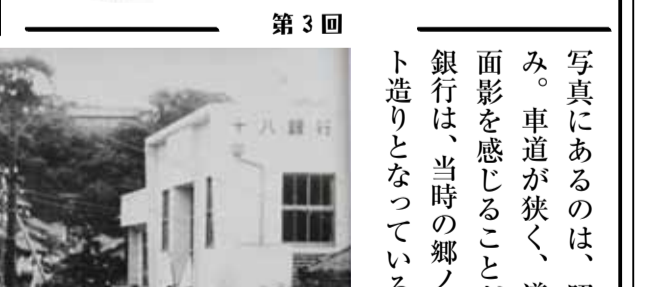 第3回
写真にあるのは、
み。車道が狭く、
面影を感じること
銀行は、当時の郷ノ
ト造りとなっている
十八銀行